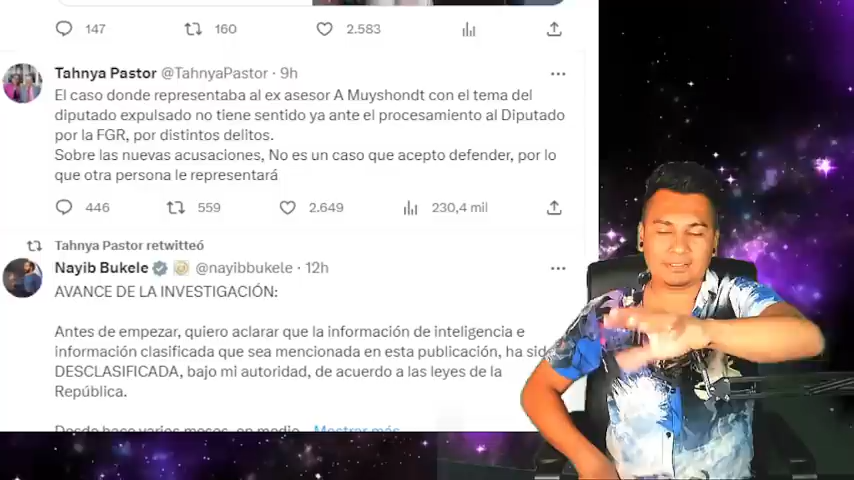 147 160 2.583
Tahnya Pastor @TahnyaPastor · 9h
El caso donde representaba al ex asesor A Muyshondt con el tema del
diputado expulsado no tiene sentido ya ante el procesamiento al Diputado
por la FGR, por distintos delitos.
Sobre las nuevas acusaciones, No es un caso que acepto defender, por lo
que otra persona le representará
446 559 2.649 230,4 mil
Tahnya Pastor retwitteó
Nayib Bukele @nayibbukele · 12h
AVANCE DE LA INVESTIGACIÓN:
Antes de empezar, quiero aclarar que la información de inteligencia e
información clasificada que sea mencionada en esta publicación, ha sid
DESCLASIFICADA, bajo mi autoridad, de acuerdo a las leyes de la
República.
Desde hace varios meses, en medio... Mostrar más